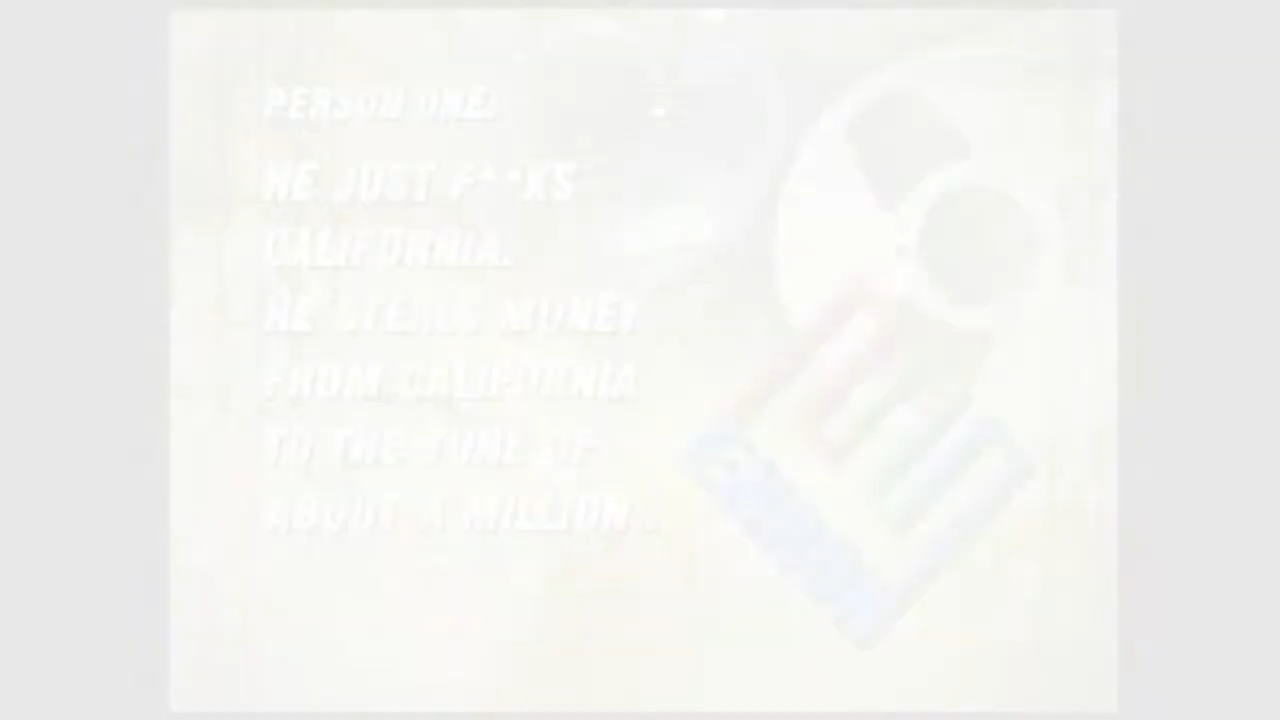 PERSON ONE:
HE JUST F**KS
CALIFORNIA.
HE STEALS MONEY
FROM CALIFORNIA
TO THE TUNE OF
ABOUT A MILLION.